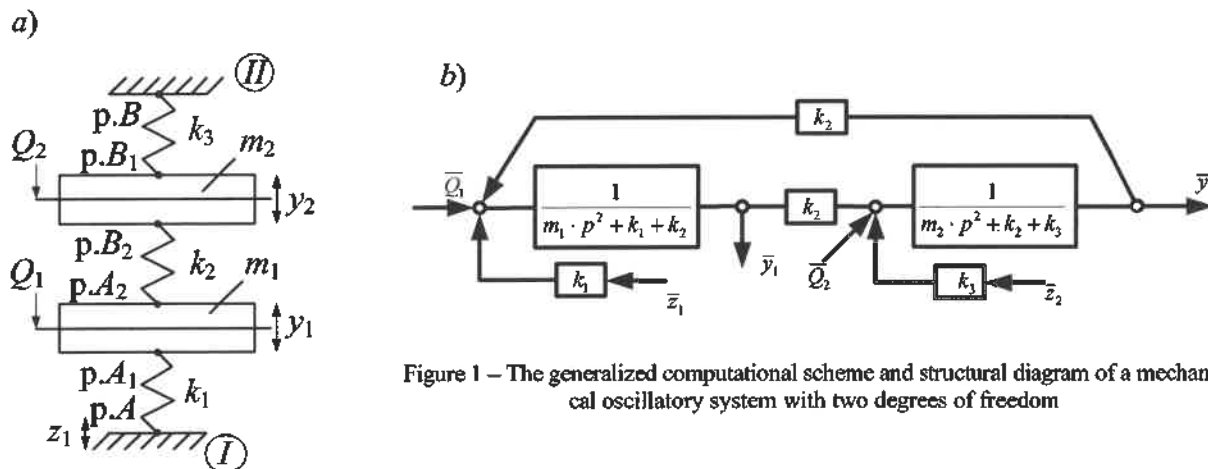 a)
II
p.B
k₃
Q₂
p.B₁
m₂
y₂
p.B₂
k₂
Q₁
p.A₂
m₁
y₁
p.A₁
k₁
p.A
z₁
I
b)
k₂
Q̅₁
1
m₁ · p² + k₁ + k₂
k₂
1
m₂ · p² + k₂ + k₃
y̅
k₁
z̅₁
y̅₁
Q̅₂
k₃
z̅₂
Figure 1 – The generalized computational scheme and structural diagram of a mechan
cal oscillatory system with two degrees of freedom